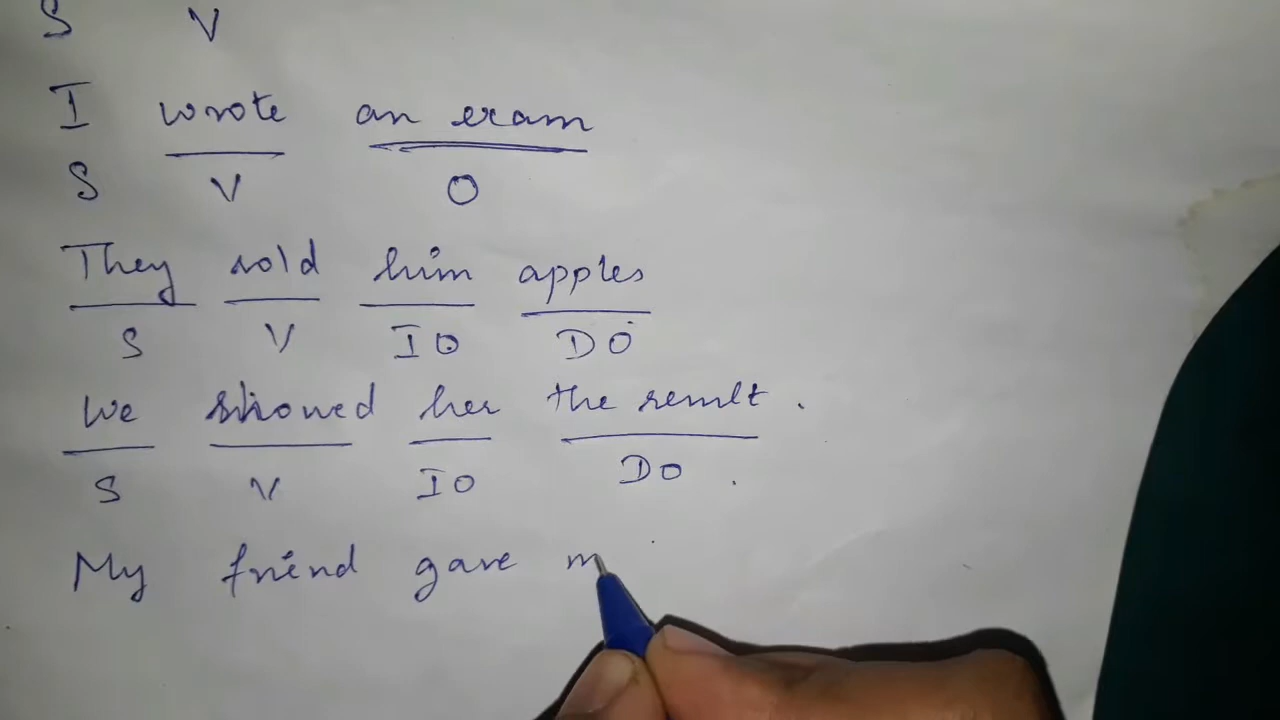 S V
I wrote an exam
S V O
They sold him apples
S V IO DO
We showed her the result.
S V IO DO.
My friend gave m